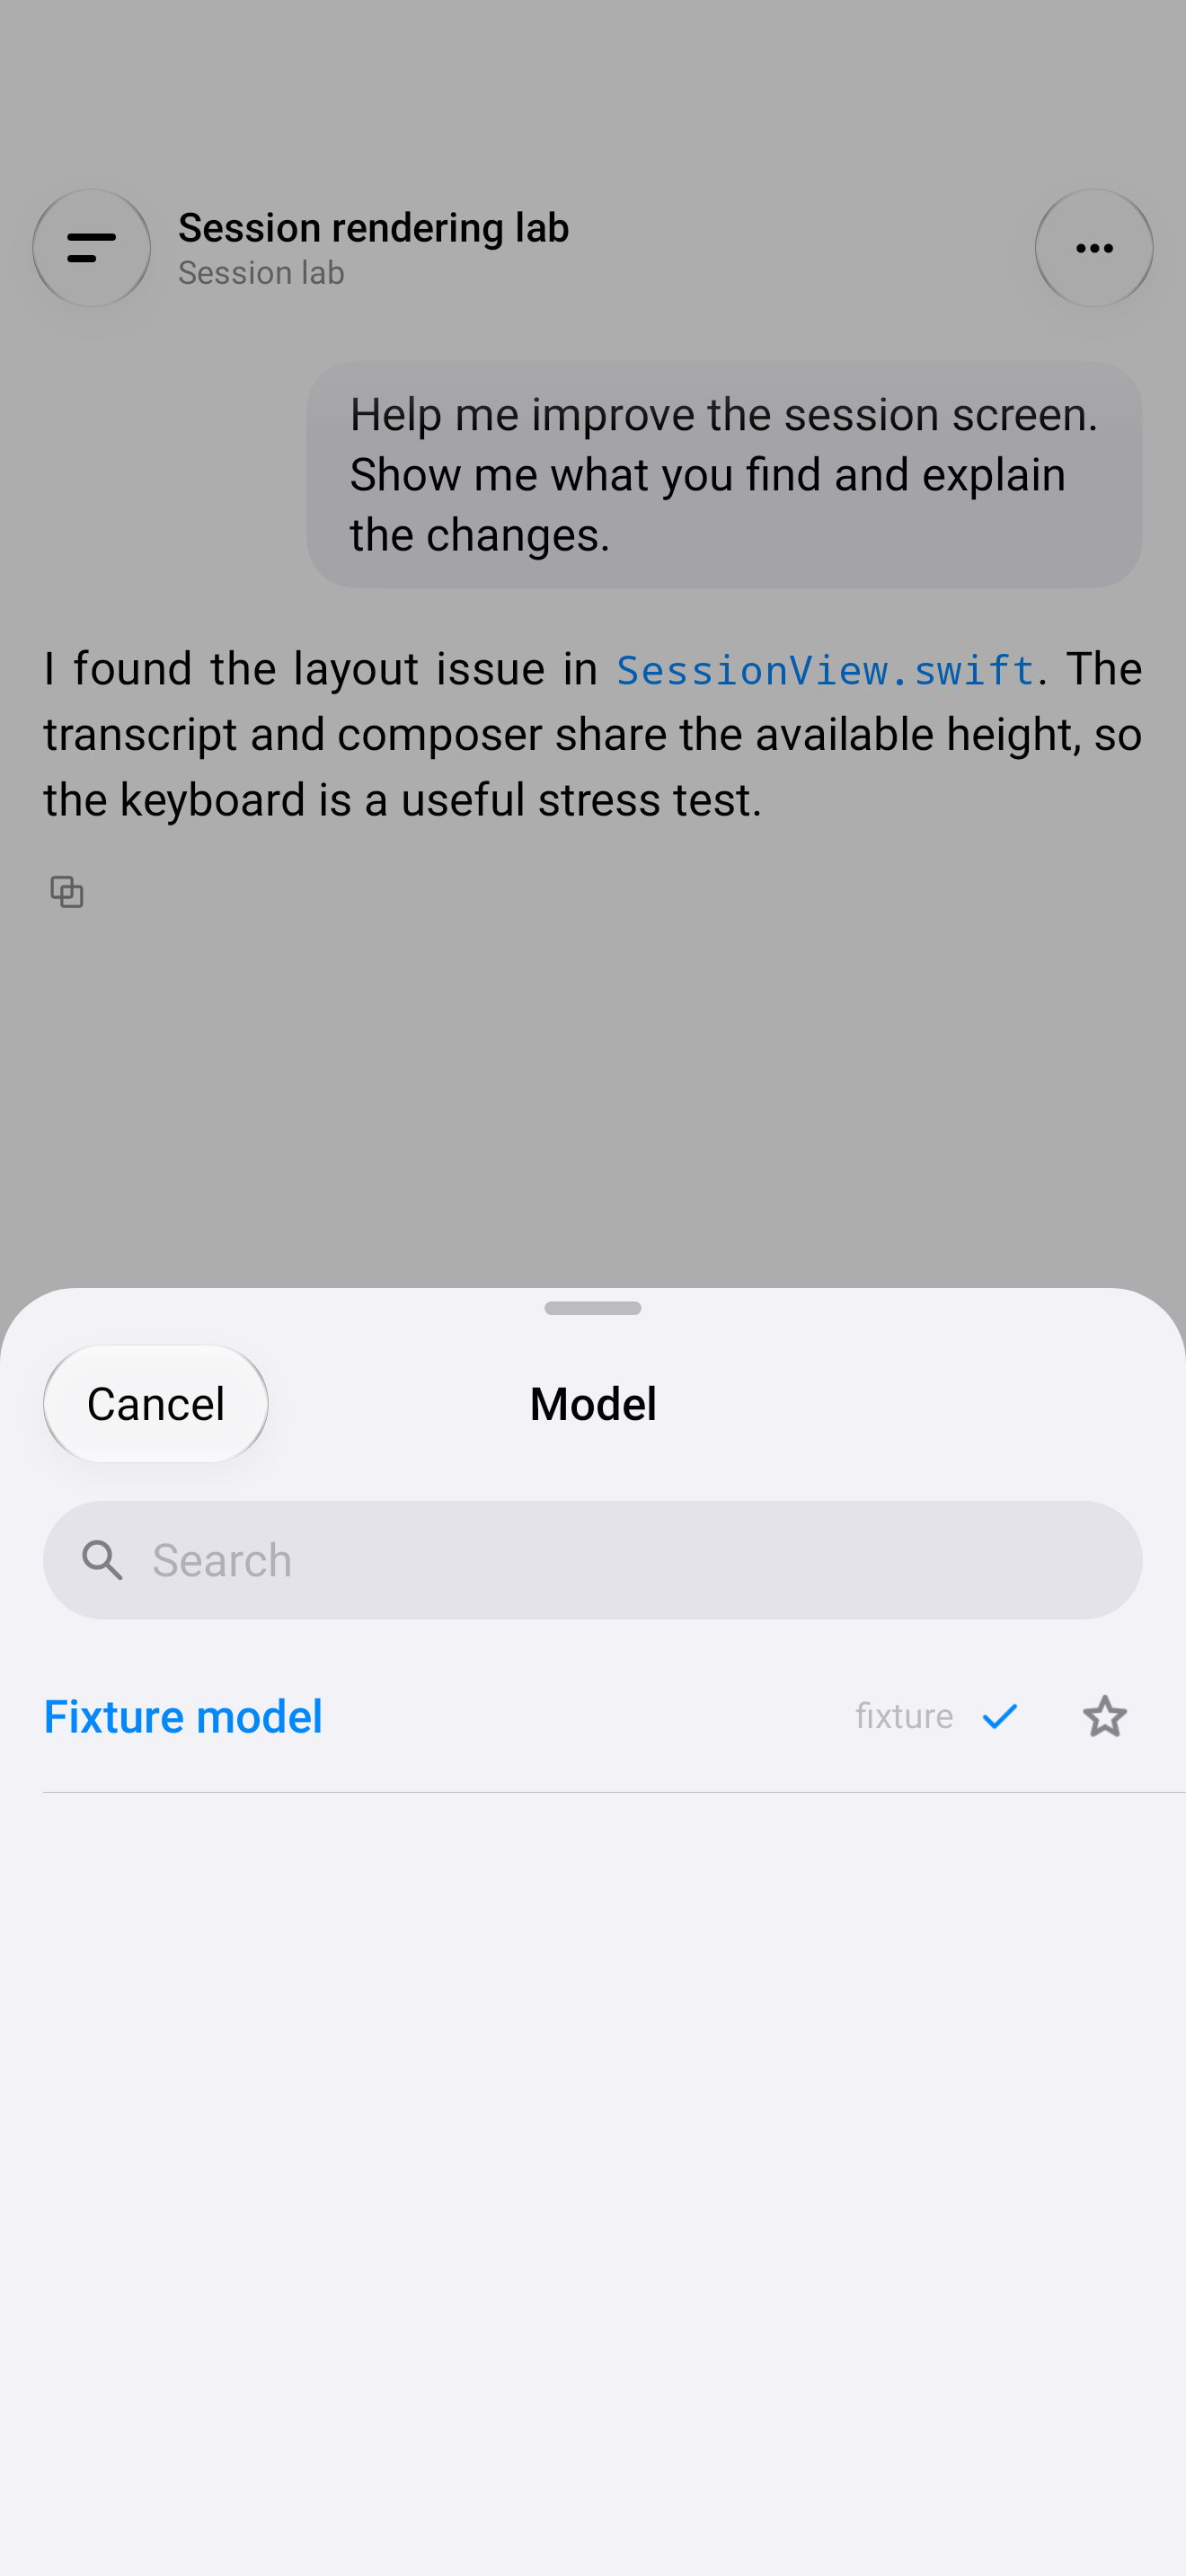 Session rendering lab
Session lab
Help me improve the session screen.
Show me what you find and explain
the changes.
I found the layout issue in SessionView.swift. The
transcript and composer share the available height, so
the keyboard is a useful stress test.
Cancel
Model
Search
Fixture model
fixture